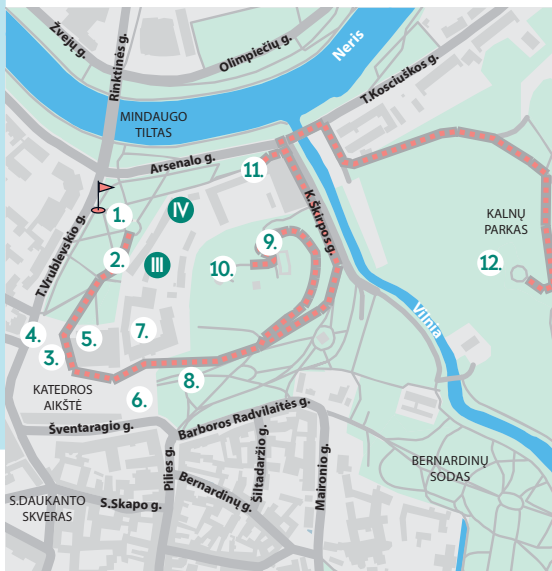 Žvejų g.
Rinktinės g.
Olimpiečių g.
Neris
T.Kosciuškos g.
MINDAUGO
TILTAS
Arsenalo g.
11.
K.Škirpos g.
1.
IV
T.Vrublevskio g.
KALNŲ
PARKAS
2.
III
9.
10.
12.
Vilnia
4.
3.
5.
7.
8.
6.
KATEDROS
AIKŠTĖ
Šventaragio g.
Barboros Radvilaitės g.
Pilies g.
Bernardinų g.
Šiltadaržio g.
Maironio g.
BERNARDINŲ
SODAS
S.DAUKANTO
SKVERAS
S.Skapo g.